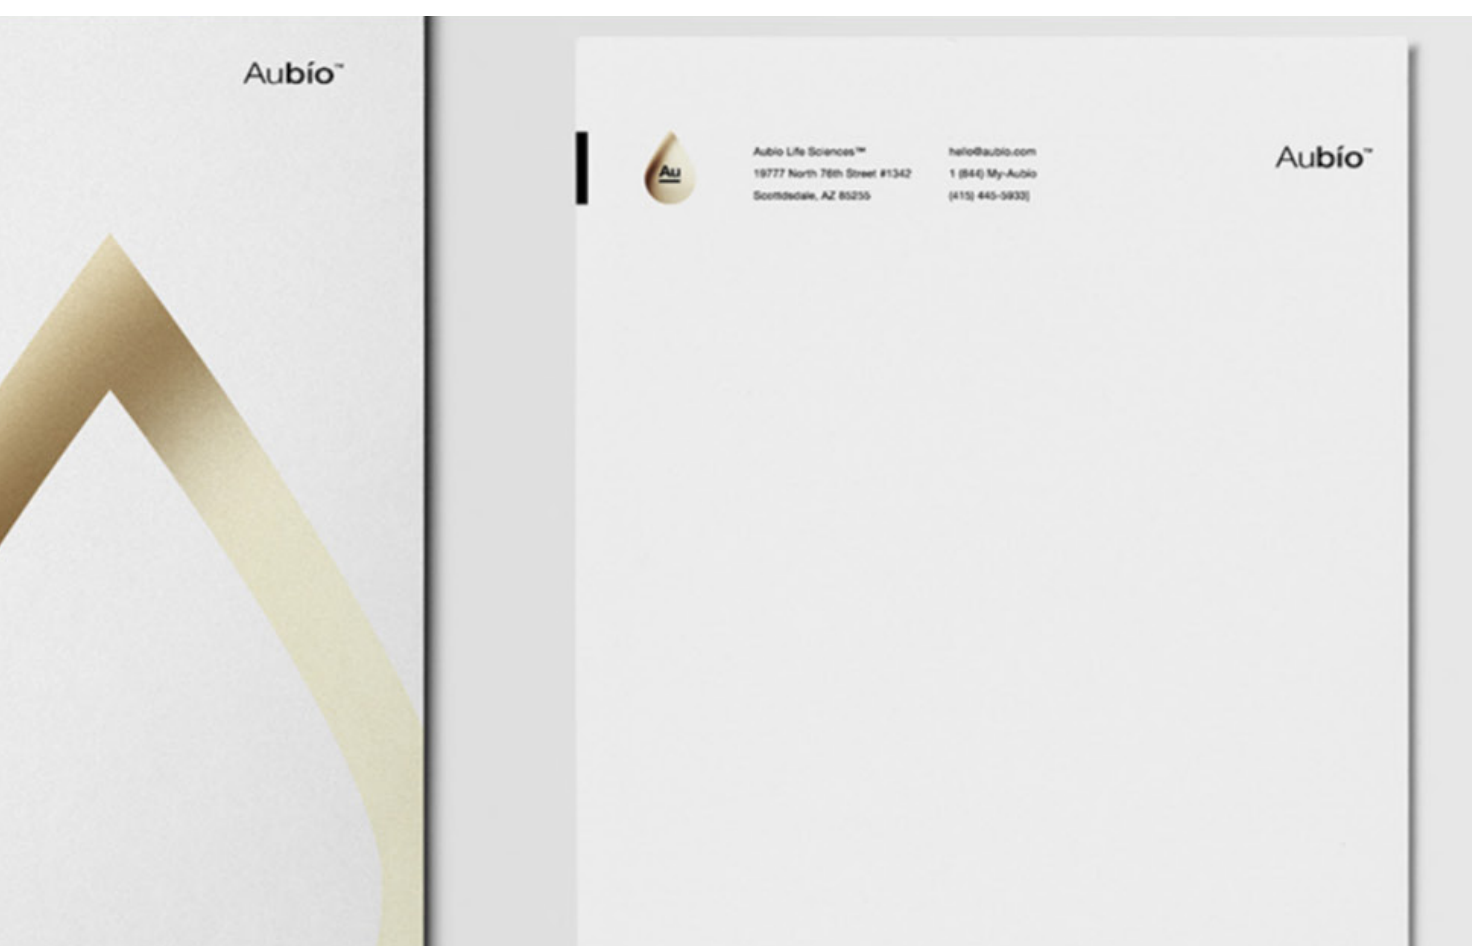 Aubío™
Au
Aubio Life Sciences™
19777 North 76th Street #1342
Scottdsdale, AZ 85255
hello@aubio.com
1 (844) My-Aubio
(415) 445-5933]
Aubío™